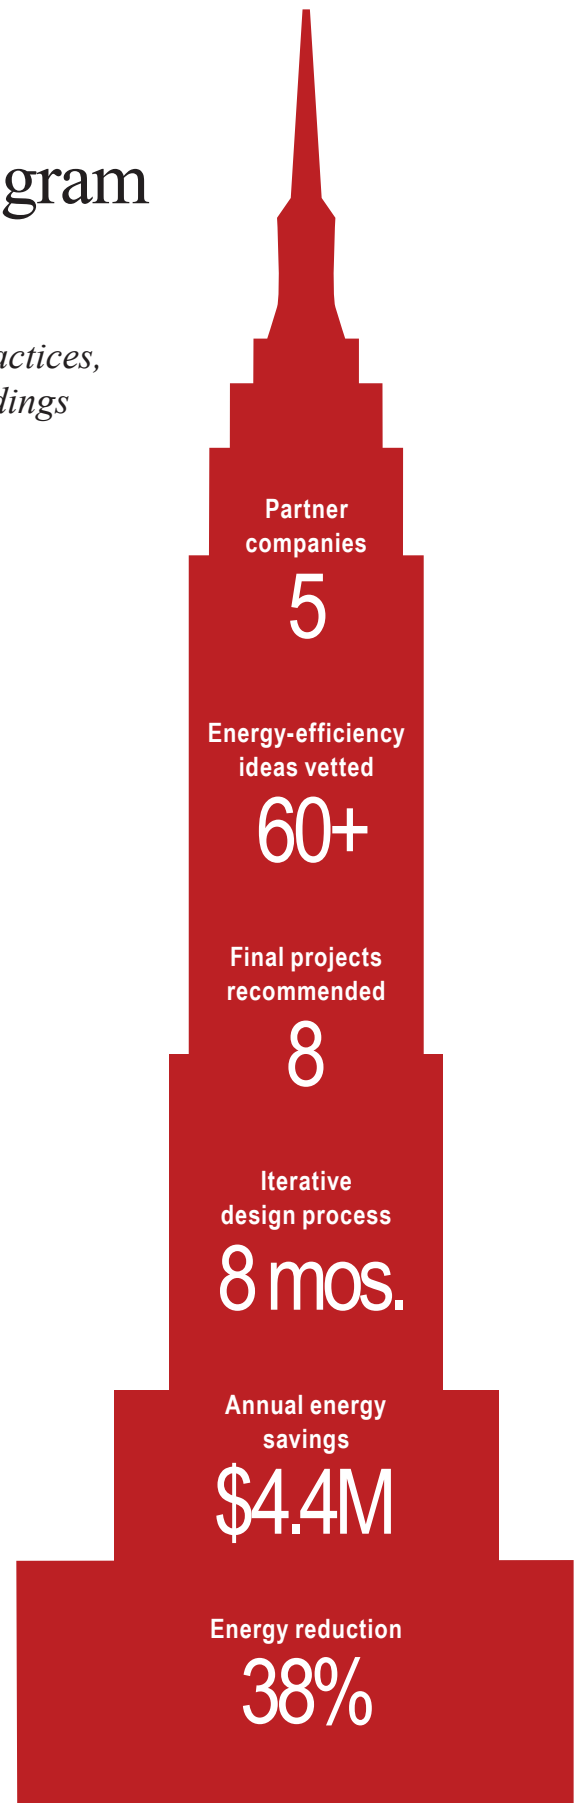 gram
actices,
dings
Partner
companies
5
Energy-efficiency
ideas vetted
60+
Final projects
recommended
8
Iterative
design process
8 mos.
Annual energy
savings
$4.4M
Energy reduction
38%